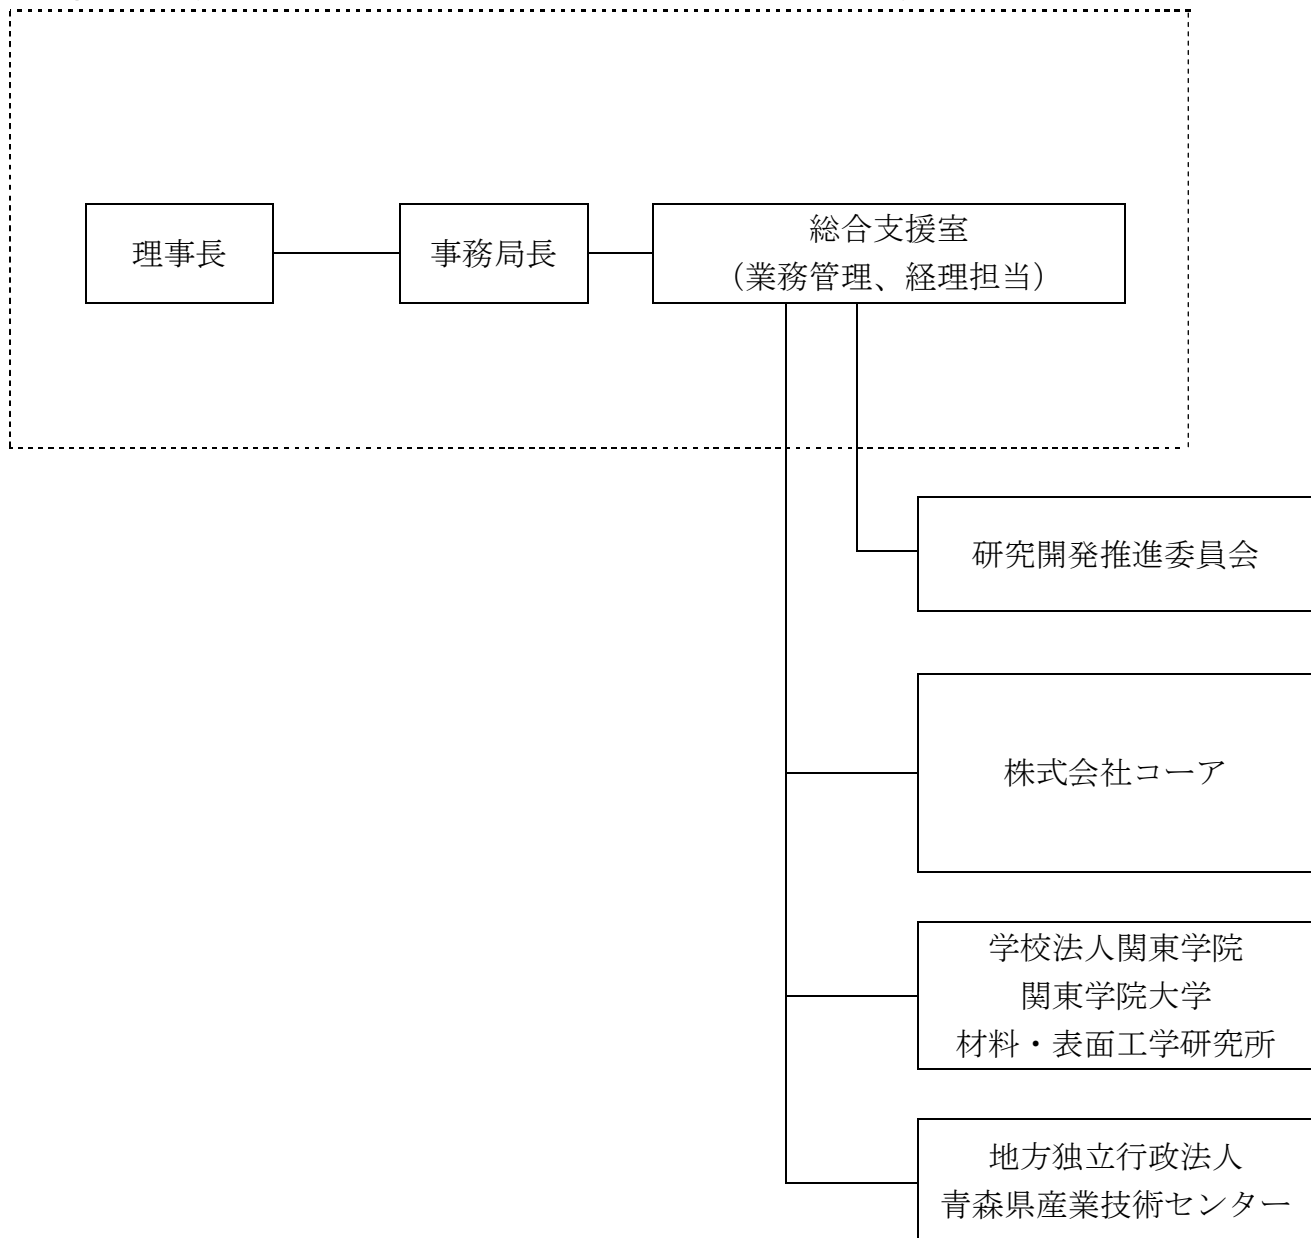 理事長
事務局長
総合支援室
（業務管理、経理担当）
研究開発推進委員会
株式会社コーア
学校法人関東学院
関東学院大学
材料・表面工学研究所
地方独立行政法人
青森県産業技術センター